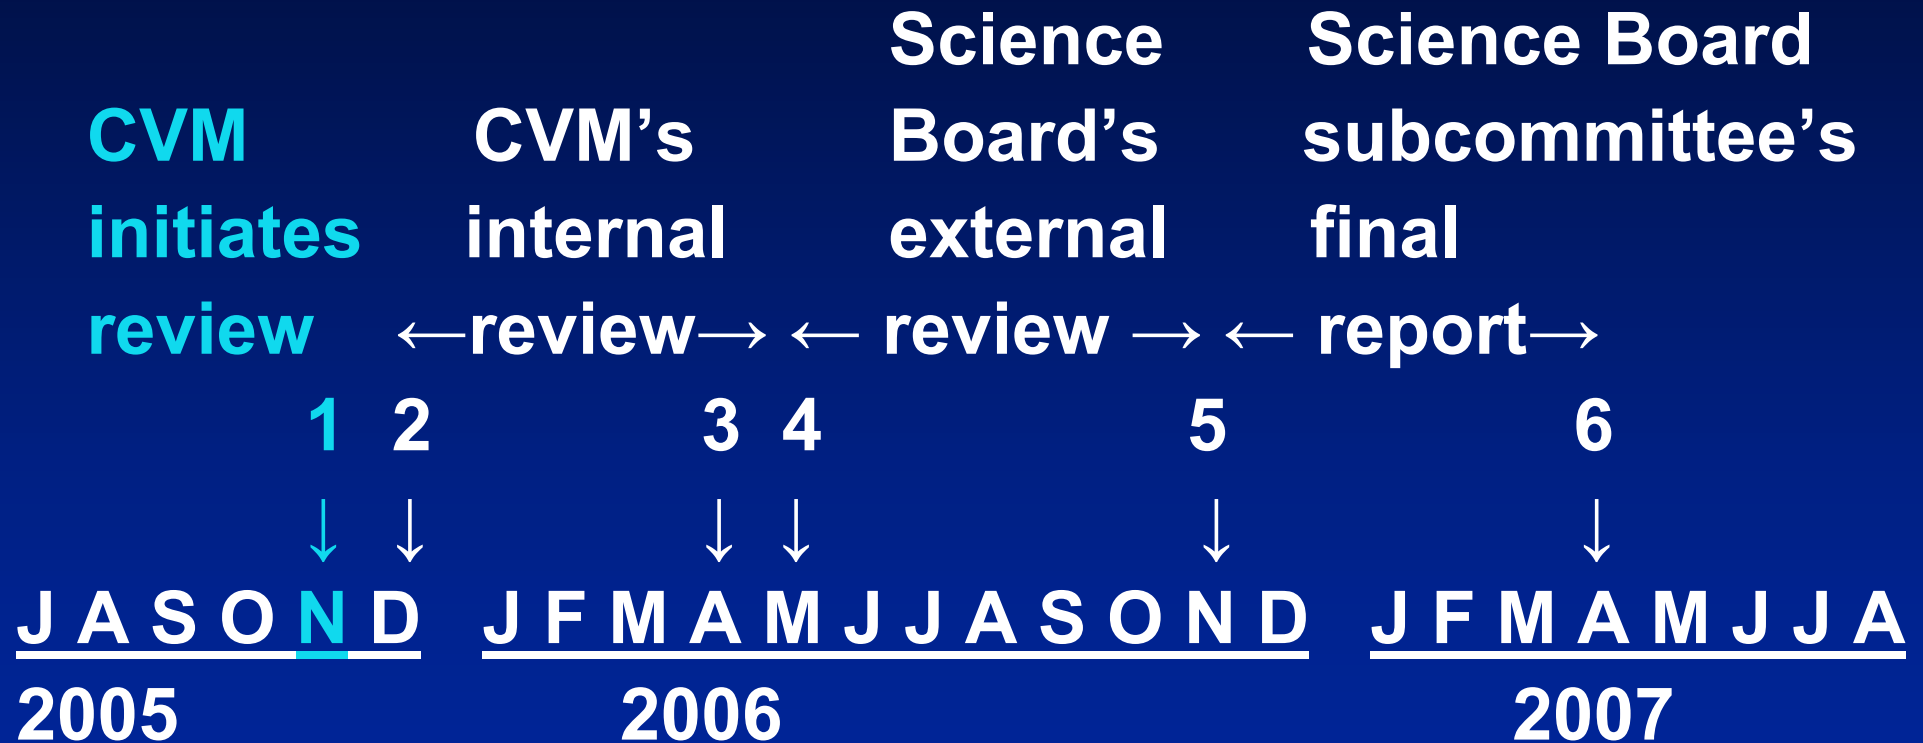 Science Science Board
CVM CVM’s Board’s subcommittee’s
initiates internal external final
review ←review→ ← review → ← report→
1 2 3 4 5 6
↓ ↓ ↓ ↓ ↓ ↓
J A S O N D J F M A M J J A S O N D J F M A M J J A
2005 2006 2007